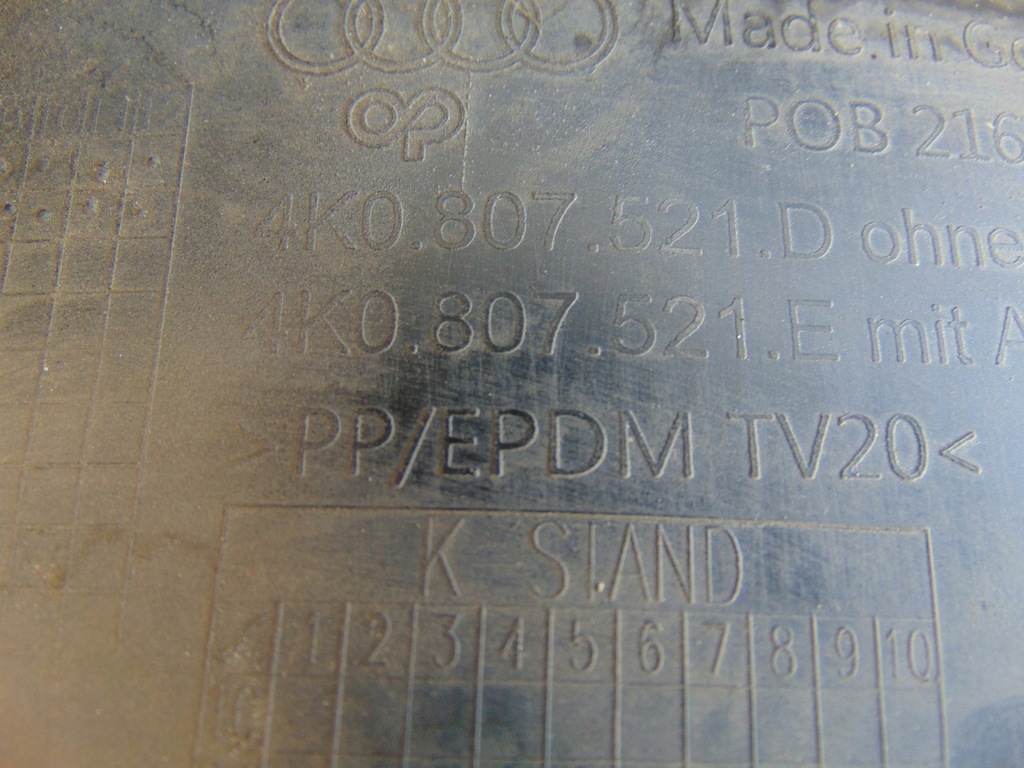 Made in
op
POB 216
4K0.807.521.D ohne
4K0.807.521.E mit A
>PP/EPDM TV20<
K STAND
1 2 3 4 5 6 7 8 9 10